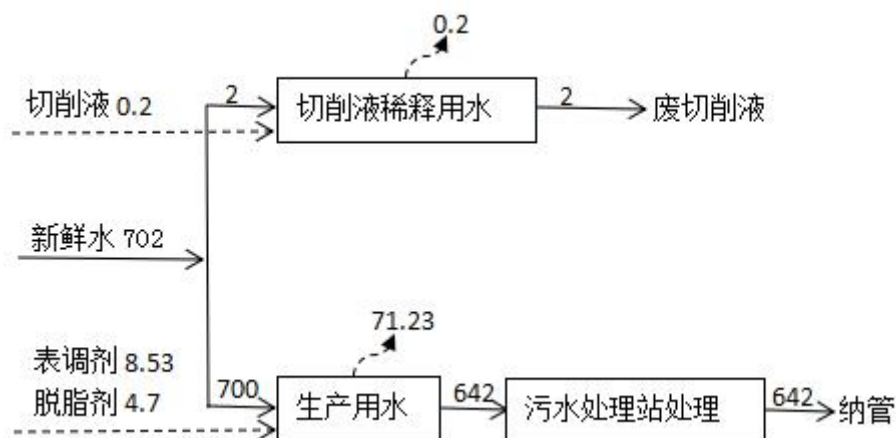 0.2
切削液 0.2
2
切削液稀释用水
2
废切削液
新鲜水 702
71.23
表调剂 8.53
脱脂剂 4.7
700
生产用水
642
污水处理站处理
642
纳管